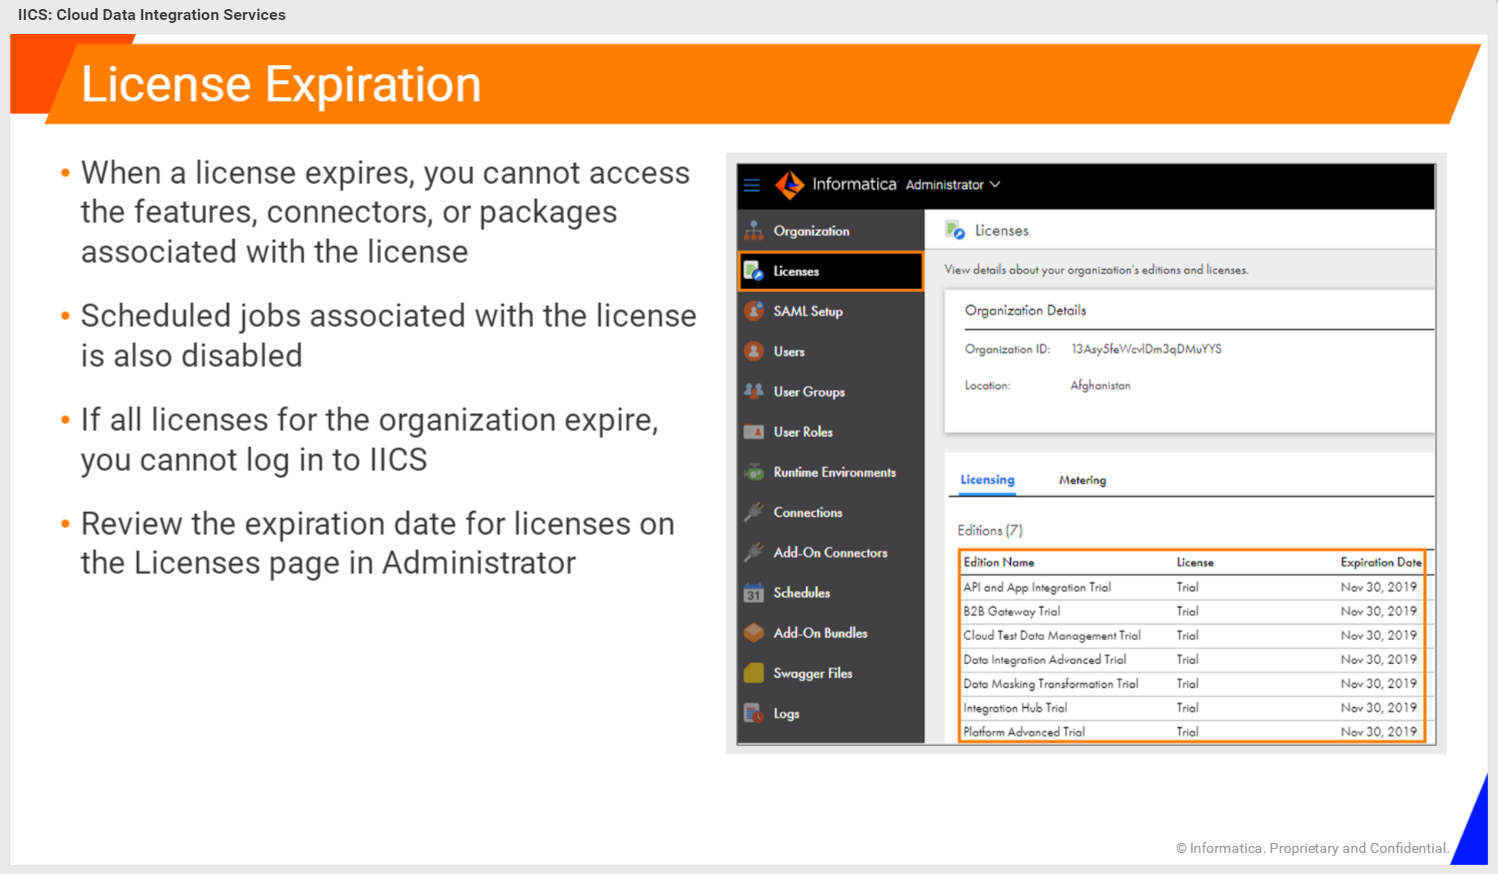 IICS: Cloud Data Integration Services
License Expiration
• When a license expires, you cannot access
the features, connectors, or packages
associated with the license
• Scheduled jobs associated with the license
is also disabled
• If all licenses for the organization expire,
you cannot log in to IICS
• Review the expiration date for licenses on
the Licenses page in Administrator
Informatica Administrator
Organization
Licenses
SAML Setup
Users
User Groups
User Roles
Runtime Environments
Connections
Add-On Connectors
31 Schedules
Add-On Bundles
Swagger Files
Logs
Licenses
View details about your organization's editions and licenses.
Organization Details
Organization ID: 13Asy5feWcvlDm3qDMuYYS
Location: Afghanistan
Licensing Metering
Editions (7)
Edition Name License Expiration Date
API and App Integration Trial Trial Nov 30, 2019
B2B Gateway Trial Trial Nov 30, 2019
Cloud Test Data Management Trial Trial Nov 30, 2019
Data Integration Advanced Trial Trial Nov 30, 2019
Data Masking Transformation Trial Trial Nov 30, 2019
Integration Hub Trial Trial Nov 30, 2019
Platform Advanced Trial Trial Nov 30, 2019
© Informatica. Proprietary and Confidential.